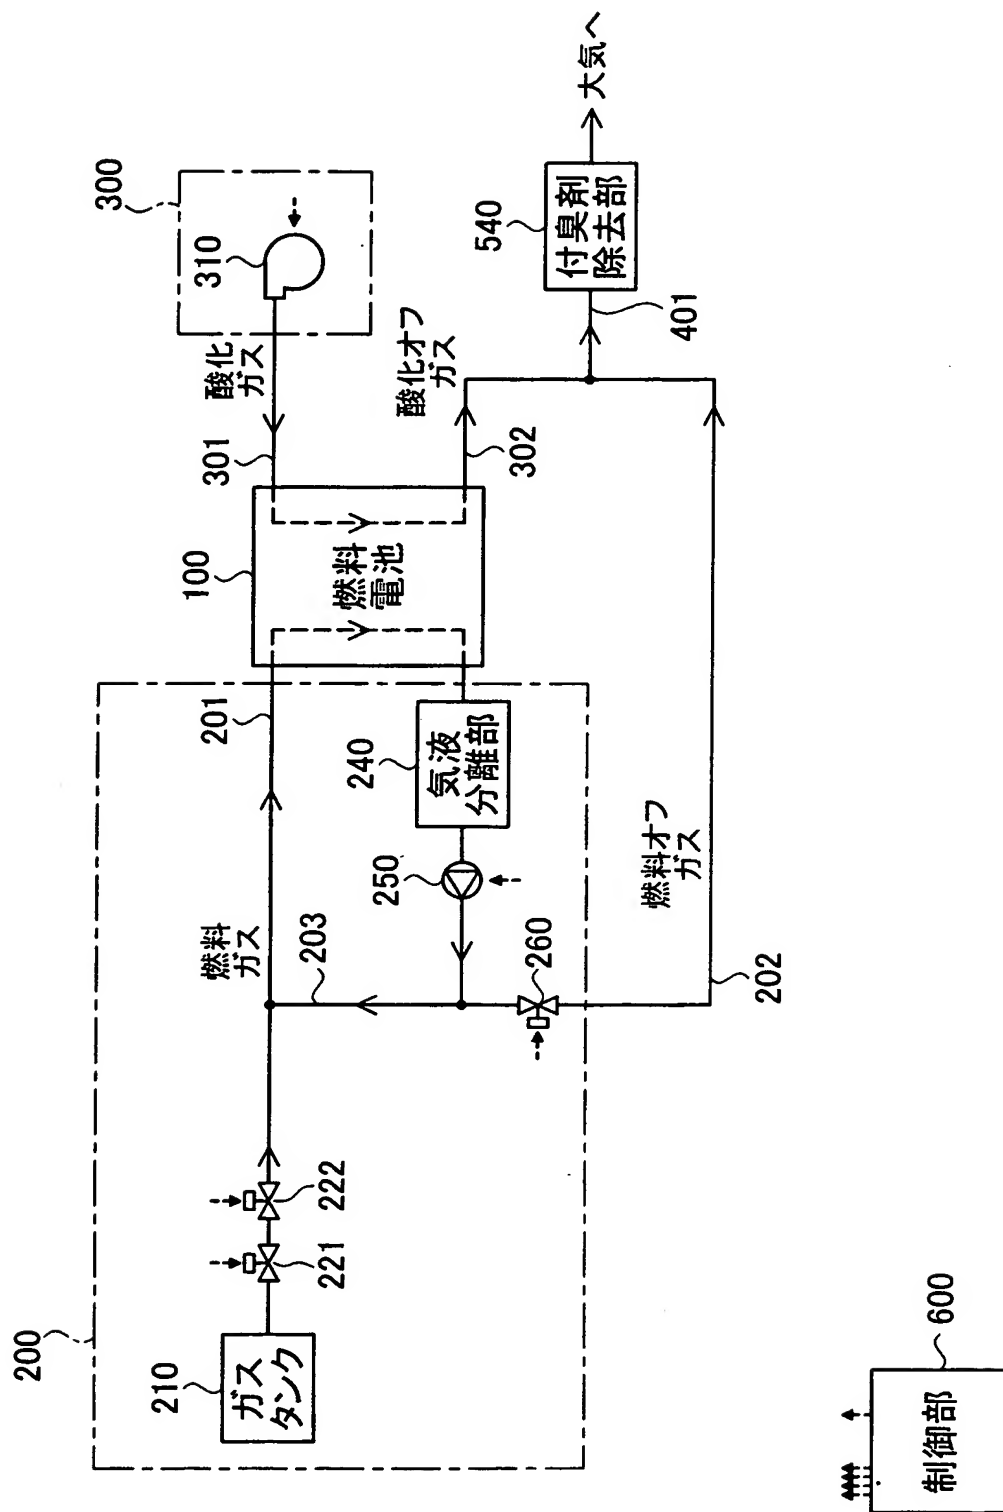 200
300
210
ガス
タンク
221
222
燃料
ガス
203
201
100
燃料
電池
301
酸化
ガス
310
250
240
気液
分離部
260
302
酸化オフ
ガス
540
付臭剤
除去部
大気へ
401
燃料オフ
ガス
202
600
制御部